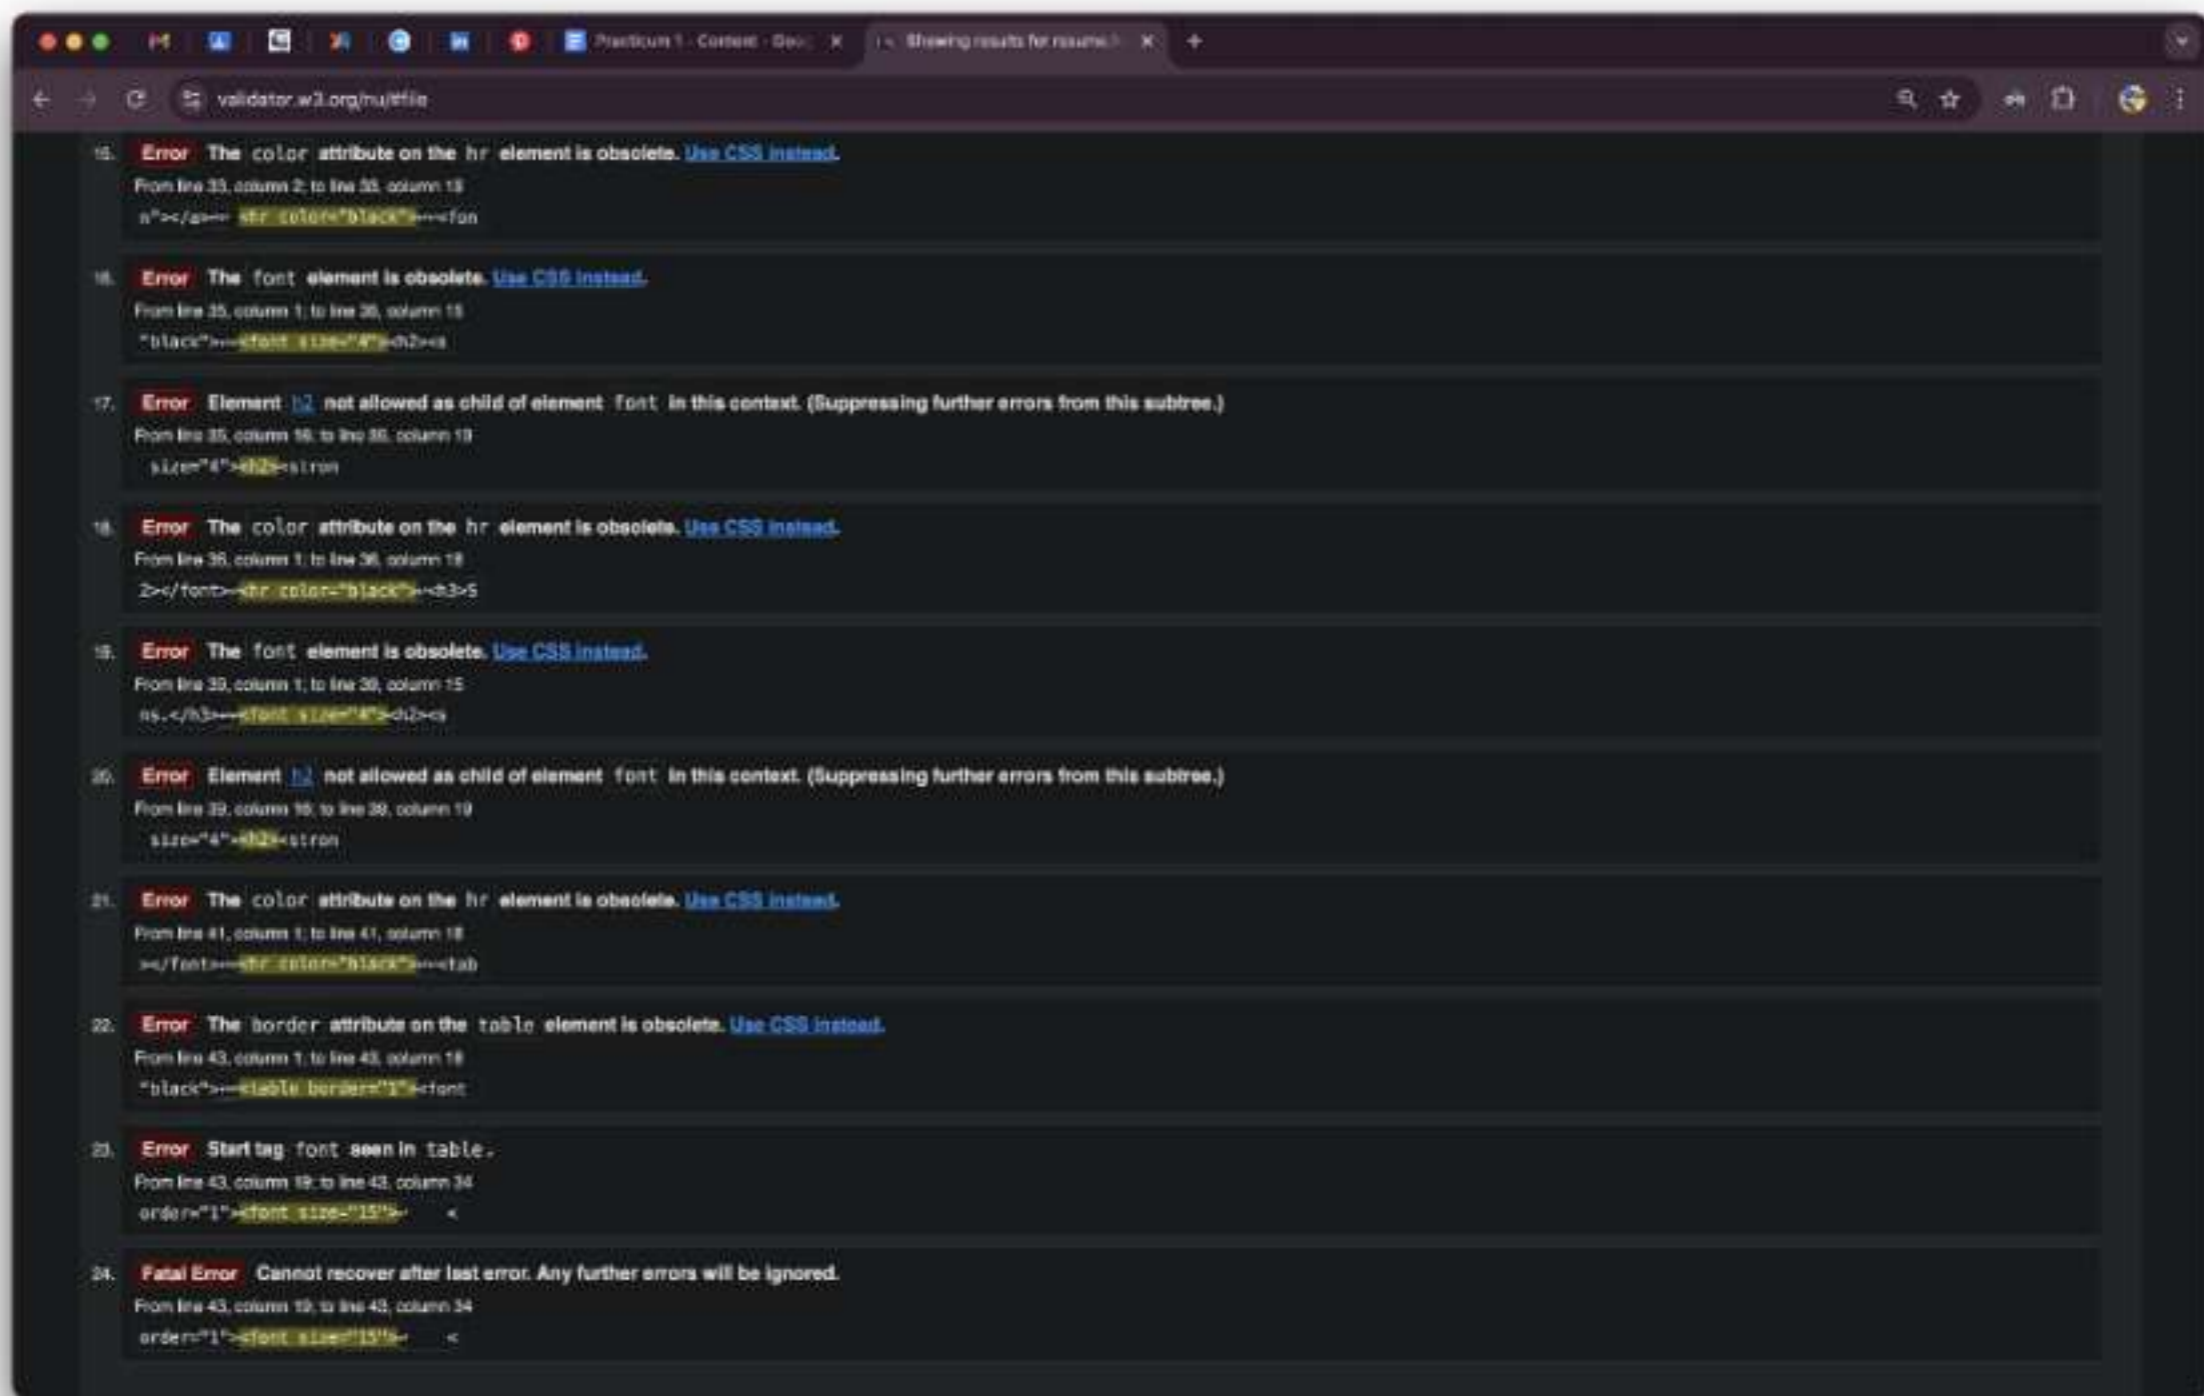 Practicum 1 - Content - Goo
Showing results for resume.h
validator.w3.org/nu/#file
15. Error The color attribute on the hr element is obsolete. Use CSS instead.
From line 33, column 2; to line 33, column
n"></a> <hr color="black"> <fon
16. Error The font element is obsolete. Use CSS instead.
From line 35, column 1; to line 35, column 15
"black"> <font size="4"><h2><s
17. Error Element h2 not allowed as child of element font in this context. (Suppressing further errors from this subtree.)
From line 35, column 16; to line 35, column 19
size="4"><h2><stron
18. Error The color attribute on the hr element is obsolete. Use CSS instead.
From line 36, column 1; to line 36, column 18
2></font> <hr color="black"> <h3>S
19. Error The font element is obsolete. Use CSS instead.
From line 39, column 1; to line 39, column 15
ns.</h3> <font size="4"><h2><s
20. Error Element h2 not allowed as child of element font in this context. (Suppressing further errors from this subtree.)
From line 39, column 16; to line 39, column 19
size="4"><h2><stron
21. Error The color attribute on the hr element is obsolete. Use CSS instead.
From line 41, column 1; to line 41, column 18
></font> <hr color="black"> <tab
22. Error The border attribute on the table element is obsolete. Use CSS instead.
From line 43, column 1; to line 43, column 18
"black"> <table border="1"><font
23. Error Start tag font seen in table.
From line 43, column 19; to line 43, column 34
order="1"><font size="15"> <
24. Fatal Error Cannot recover after last error. Any further errors will be ignored.
From line 43, column 19; to line 43, column 34
order="1"><font size="15"> <